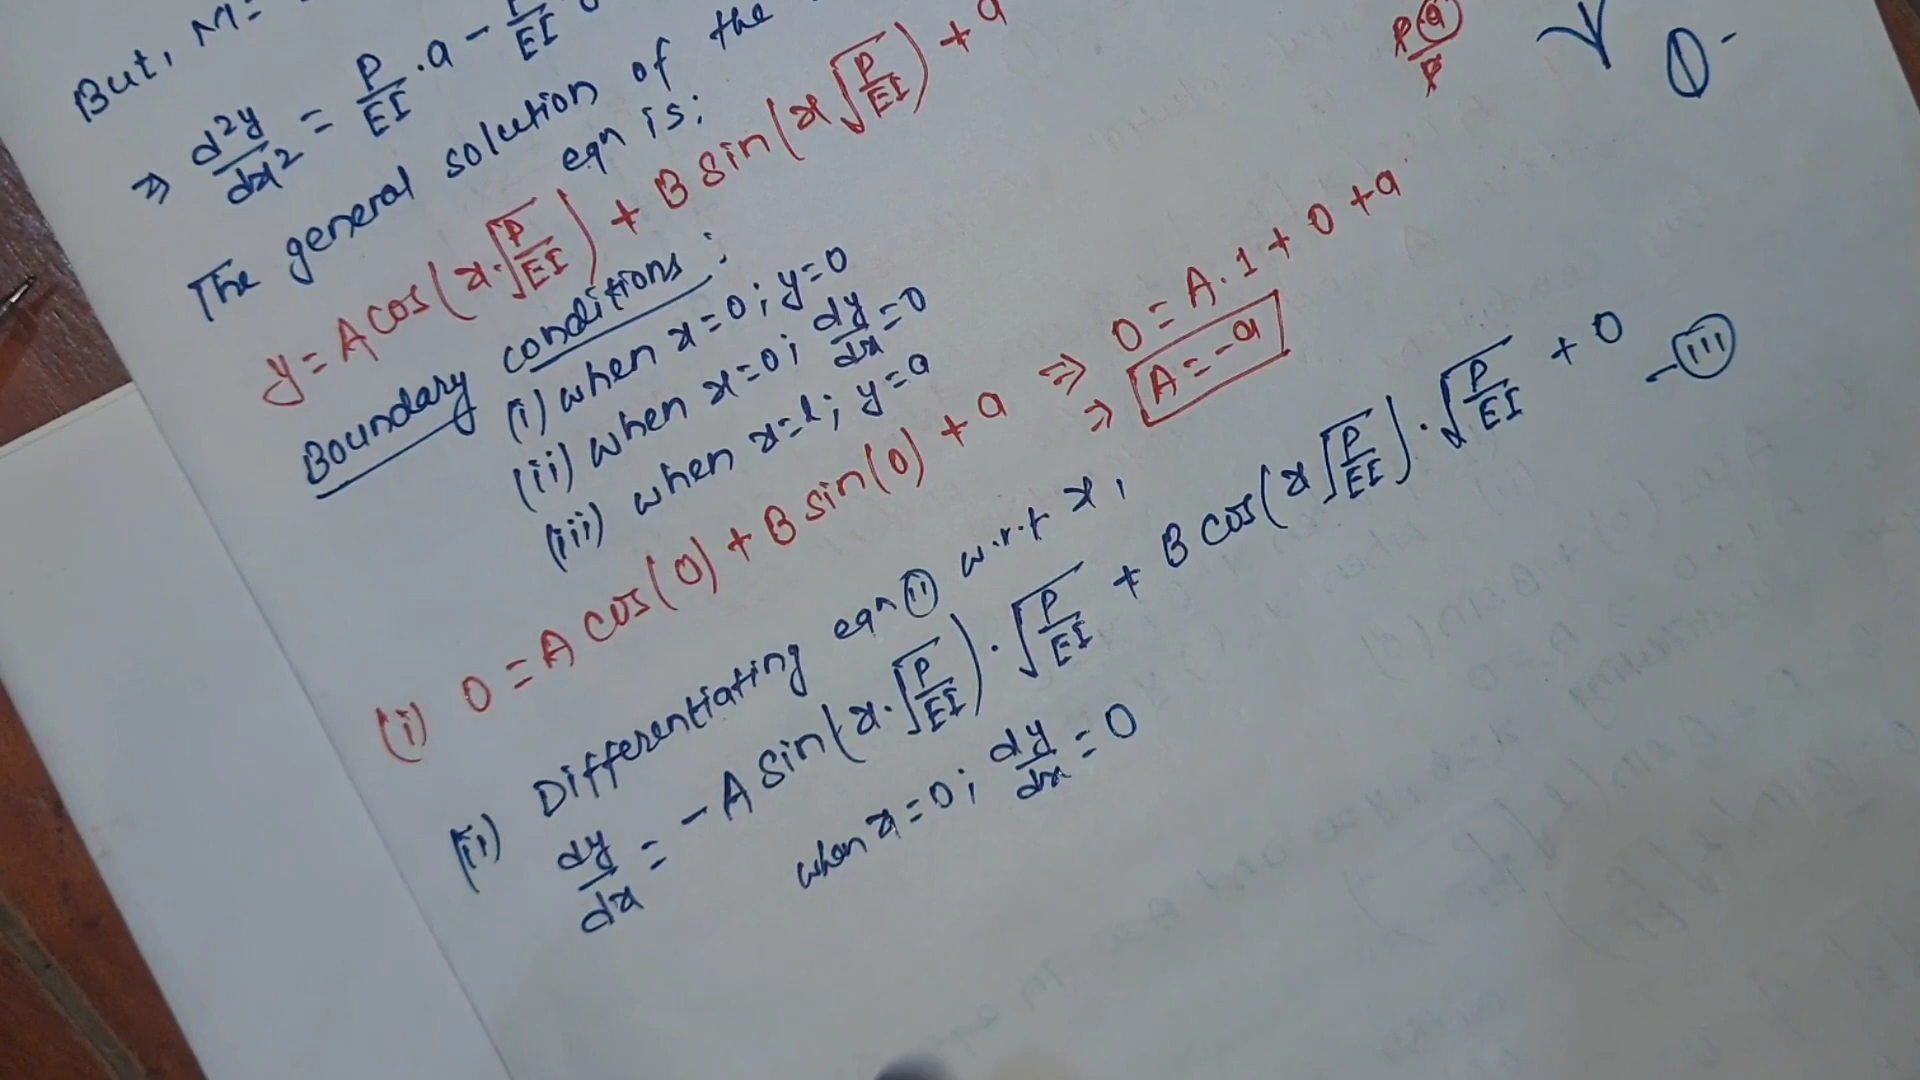 But, M=
⇒ d²y/dx² = P/EI . a - P/EI
The general solution of the
eqn is:
y = A cos(x.√(P/EI)) + B sin(x√(P/EI)) + a
Boundary conditions:
(i) when x=0; y=0
(ii) when x=0; dy/dx=0
(iii) when x=l; y=a
(i) 0 = A cos(0) + B sin(0) + a ⇒ 0 = A.1 + 0 + a
⇒ A = -a
(ii) Differentiating eqn (ii) w.r.t x,
dy/dx = -A sin(x.√(P/EI)).√(P/EI) + B cos(x√(P/EI)).√(P/EI) + 0 -(iii)
when x=0; dy/dx=0